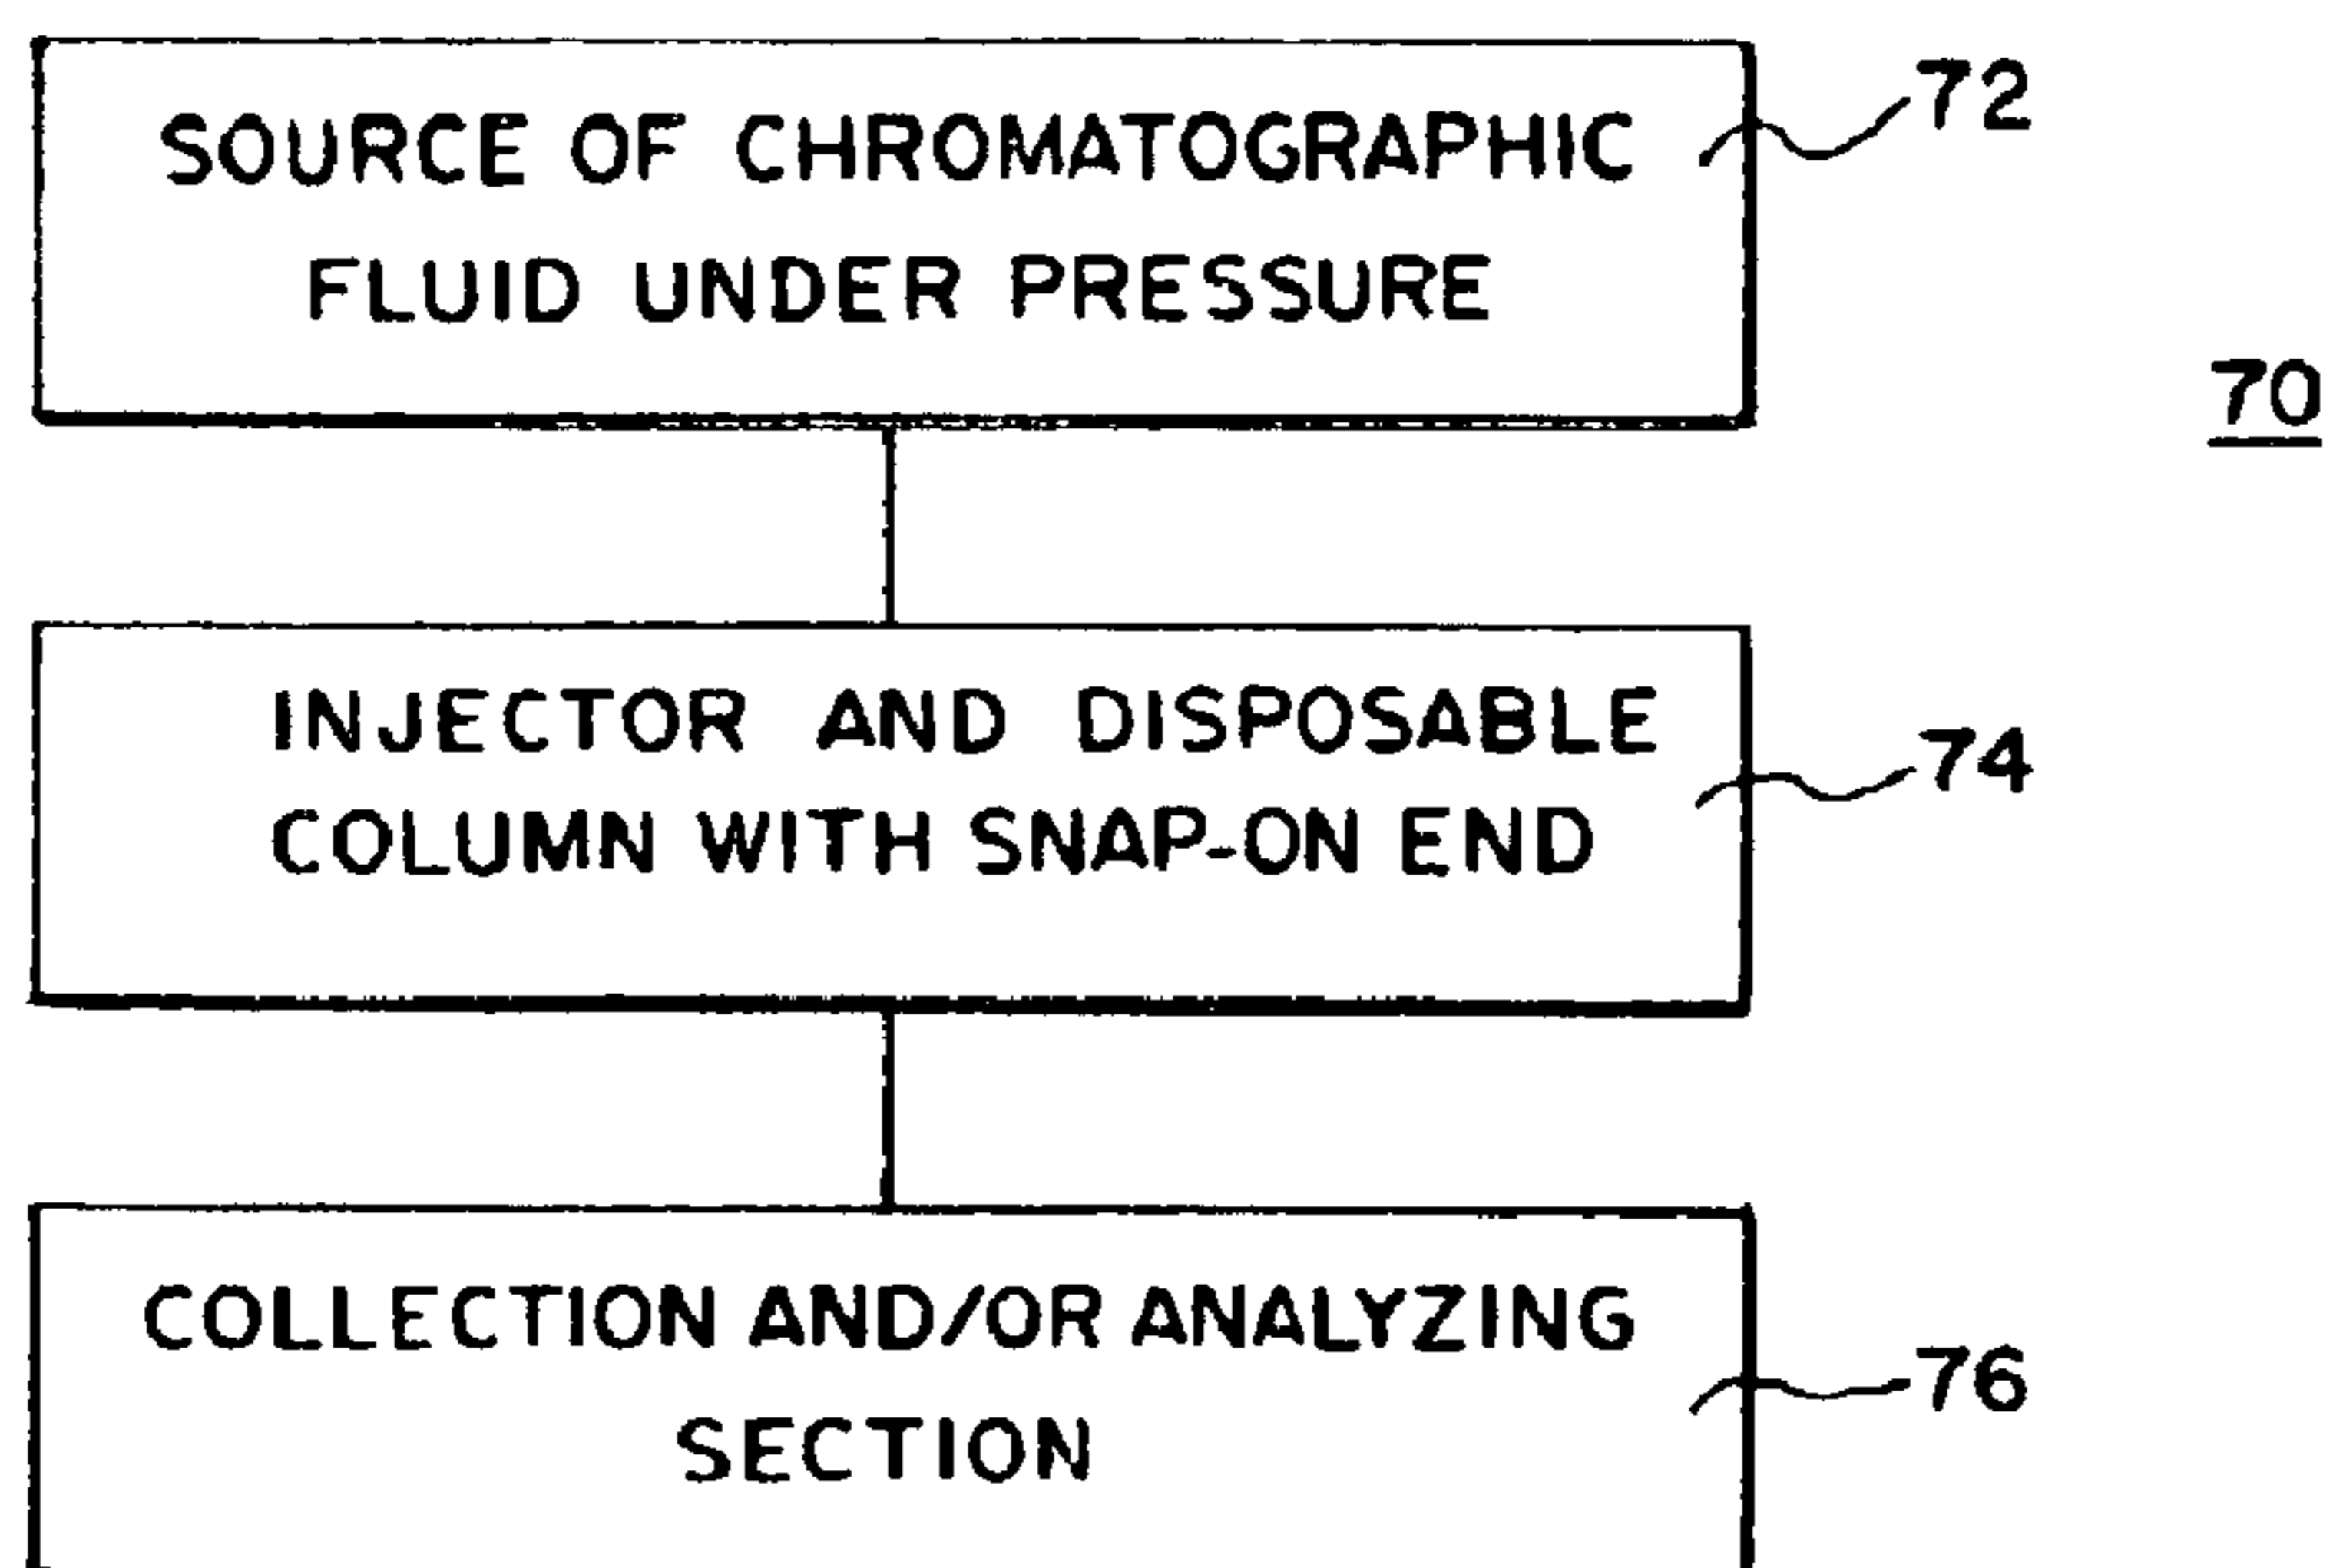 SOURCE OF CHROMATOGRAPHIC
FLUID UNDER PRESSURE
72
70
INJECTOR AND DISPOSABLE
COLUMN WITH SNAP-ON END
74
COLLECTION AND/OR ANALYZING
SECTION
76